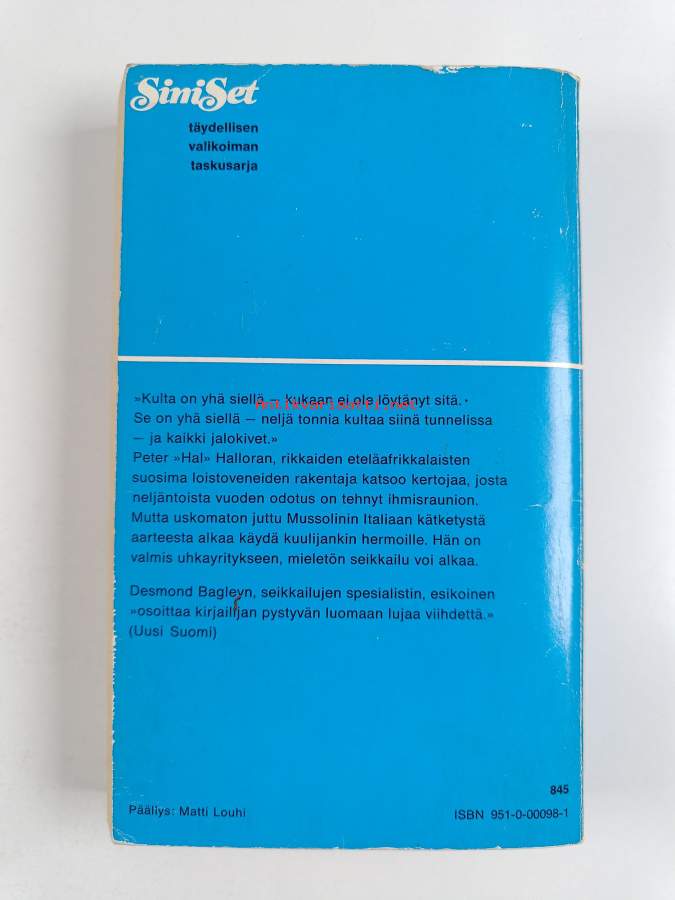 SiniSet
täydellisen
valikoiman
taskusarja
»Kulta on yhä siellä — kukaan ei ole löytänyt sitä.
Antikvariaatti.net
Se on yhä siellä — neljä tonnia kultaa siinä tunnelissa
— ja kaikki jalokivet.»
Peter »Hal» Halloran, rikkaiden eteläafrikkalaisten
suosima loistoveneiden rakentaja katsoo kertojaa, josta
neljäntoista vuoden odotus on tehnyt ihmisraunion.
Mutta uskomaton juttu Mussolinin Italiaan kätketystä
aarteesta alkaa käydä kuulijankin hermoille. Hän on
valmis uhkayritykseen, mieletön seikkailu voi alkaa.
Desmond Bagleyn, seikkailujen spesialistin, esikoinen
»osoittaa kirjailijan pystyvän luomaan lujaa viihdettä.»
(Uusi Suomi)
845
Päällys: Matti Louhi
ISBN 951-0-00098-1